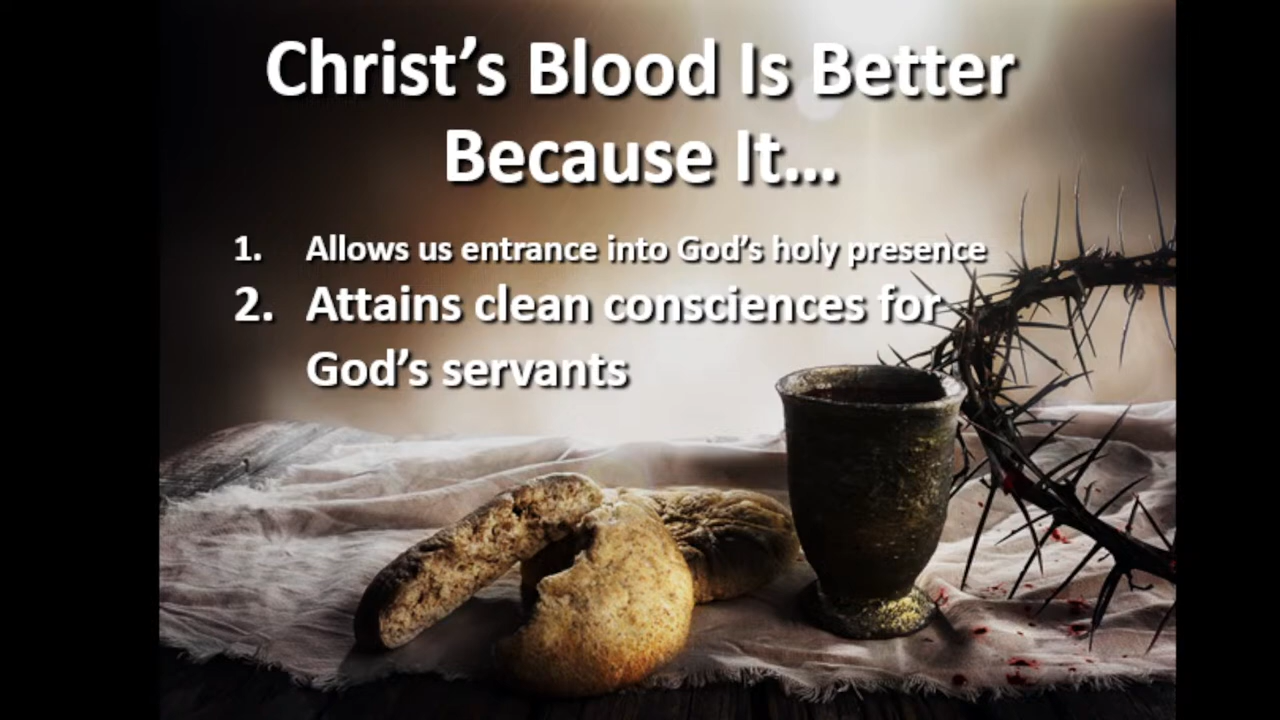 Christ’s Blood Is Better
Because It…
1. Allows us entrance into God’s holy presence
2. Attains clean consciences for
God’s servants